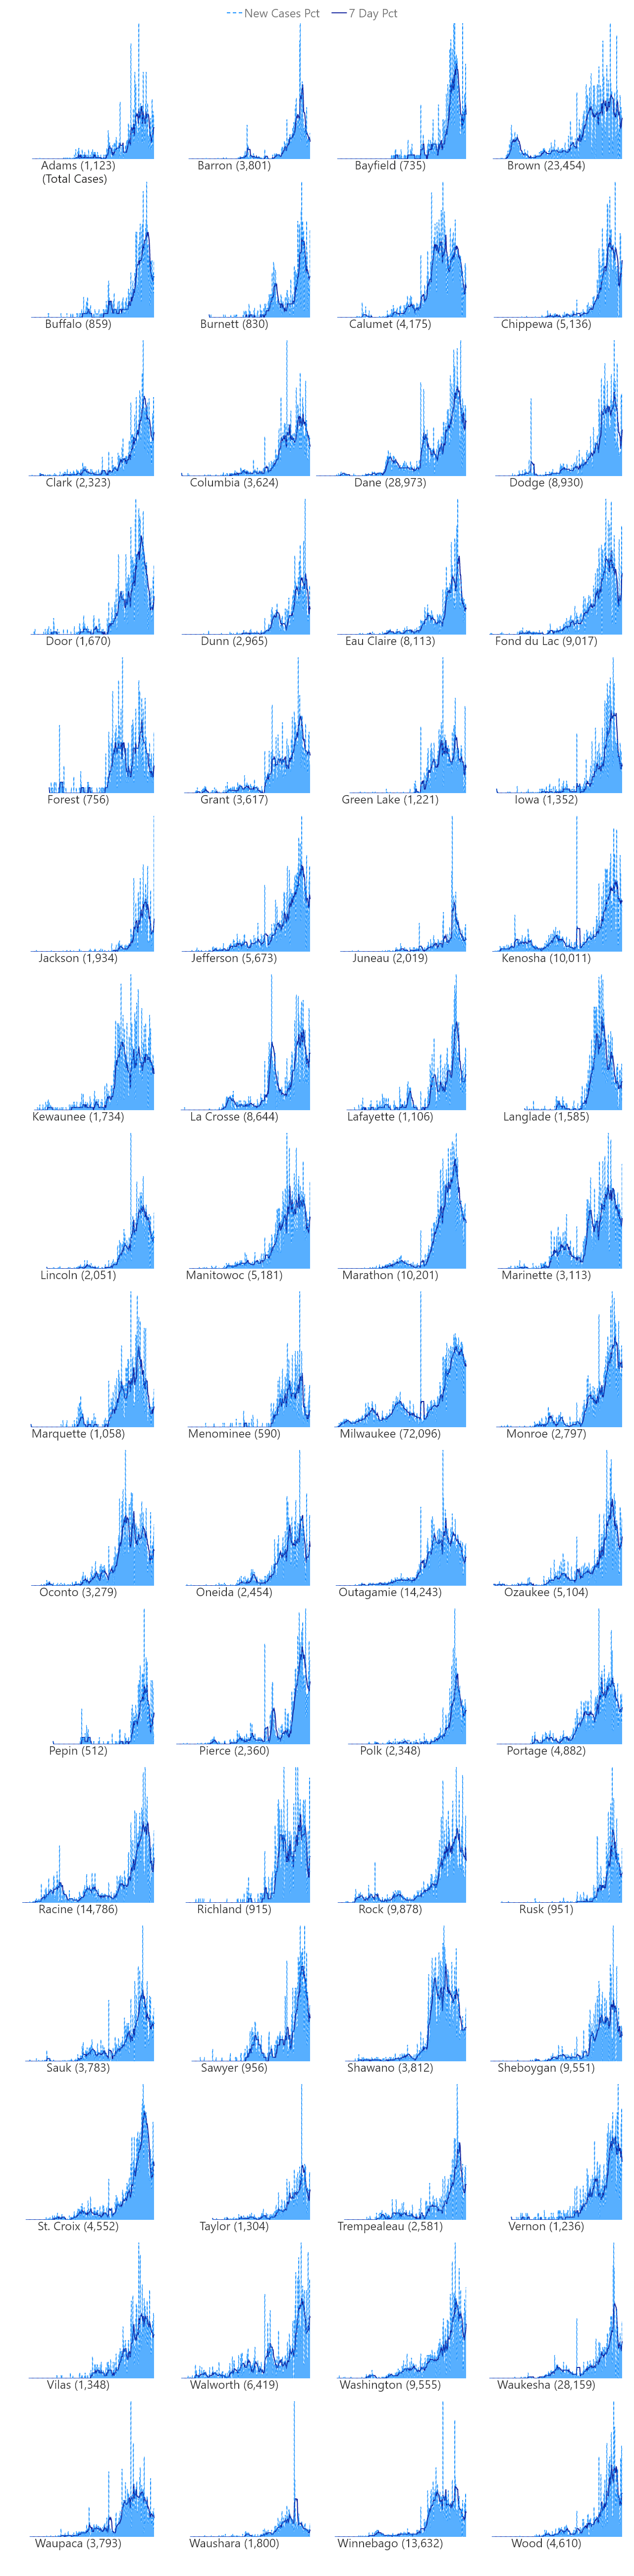 New Cases Pct 7 Day Pct
Adams (1,123) Barron (3,801) Bayfield (735) Brown (23,454)
(Total Cases)
Buffalo (859) Burnett (830) Calumet (4,175) Chippewa (5,136)
Clark (2,323) Columbia (3,624) Dane (28,973) Dodge (8,930)
Door (1,670) Dunn (2,965) Eau Claire (8,113) Fond du Lac (9,017)
Forest (756) Grant (3,617) Green Lake (1,221) Iowa (1,352)
Jackson (1,934) Jefferson (5,673) Juneau (2,019) Kenosha (10,011)
Kewaunee (1,734) La Crosse (8,644) Lafayette (1,106) Langlade (1,585)
Lincoln (2,051) Manitowoc (5,181) Marathon (10,201) Marinette (3,113)
Marquette (1,058) Menominee (590) Milwaukee (72,096) Monroe (2,797)
Oconto (3,279) Oneida (2,454) Outagamie (14,243) Ozaukee (5,104)
Pepin (512) Pierce (2,360) Polk (2,348) Portage (4,882)
Racine (14,786) Richland (915) Rock (9,878) Rusk (951)
Sauk (3,783) Sawyer (956) Shawano (3,812) Sheboygan (9,551)
St. Croix (4,552) Taylor (1,304) Trempealeau (2,581) Vernon (1,236)
Vilas (1,348) Walworth (6,419) Washington (9,555) Waukesha (28,159)
Waupaca (3,793) Waushara (1,800) Winnebago (13,632) Wood (4,610)